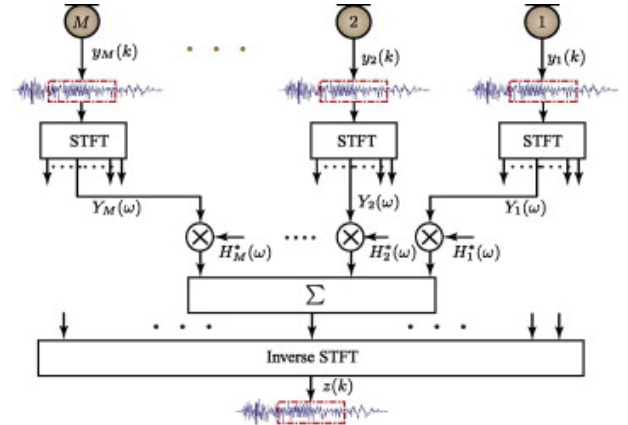 M 2 1
y_M(k) y_2(k) y_1(k)
STFT STFT STFT
Y_M(ω) Y_2(ω) Y_1(ω)
H*_M(ω) H*_2(ω) H*_1(ω)
Σ
Inverse STFT
z(k)